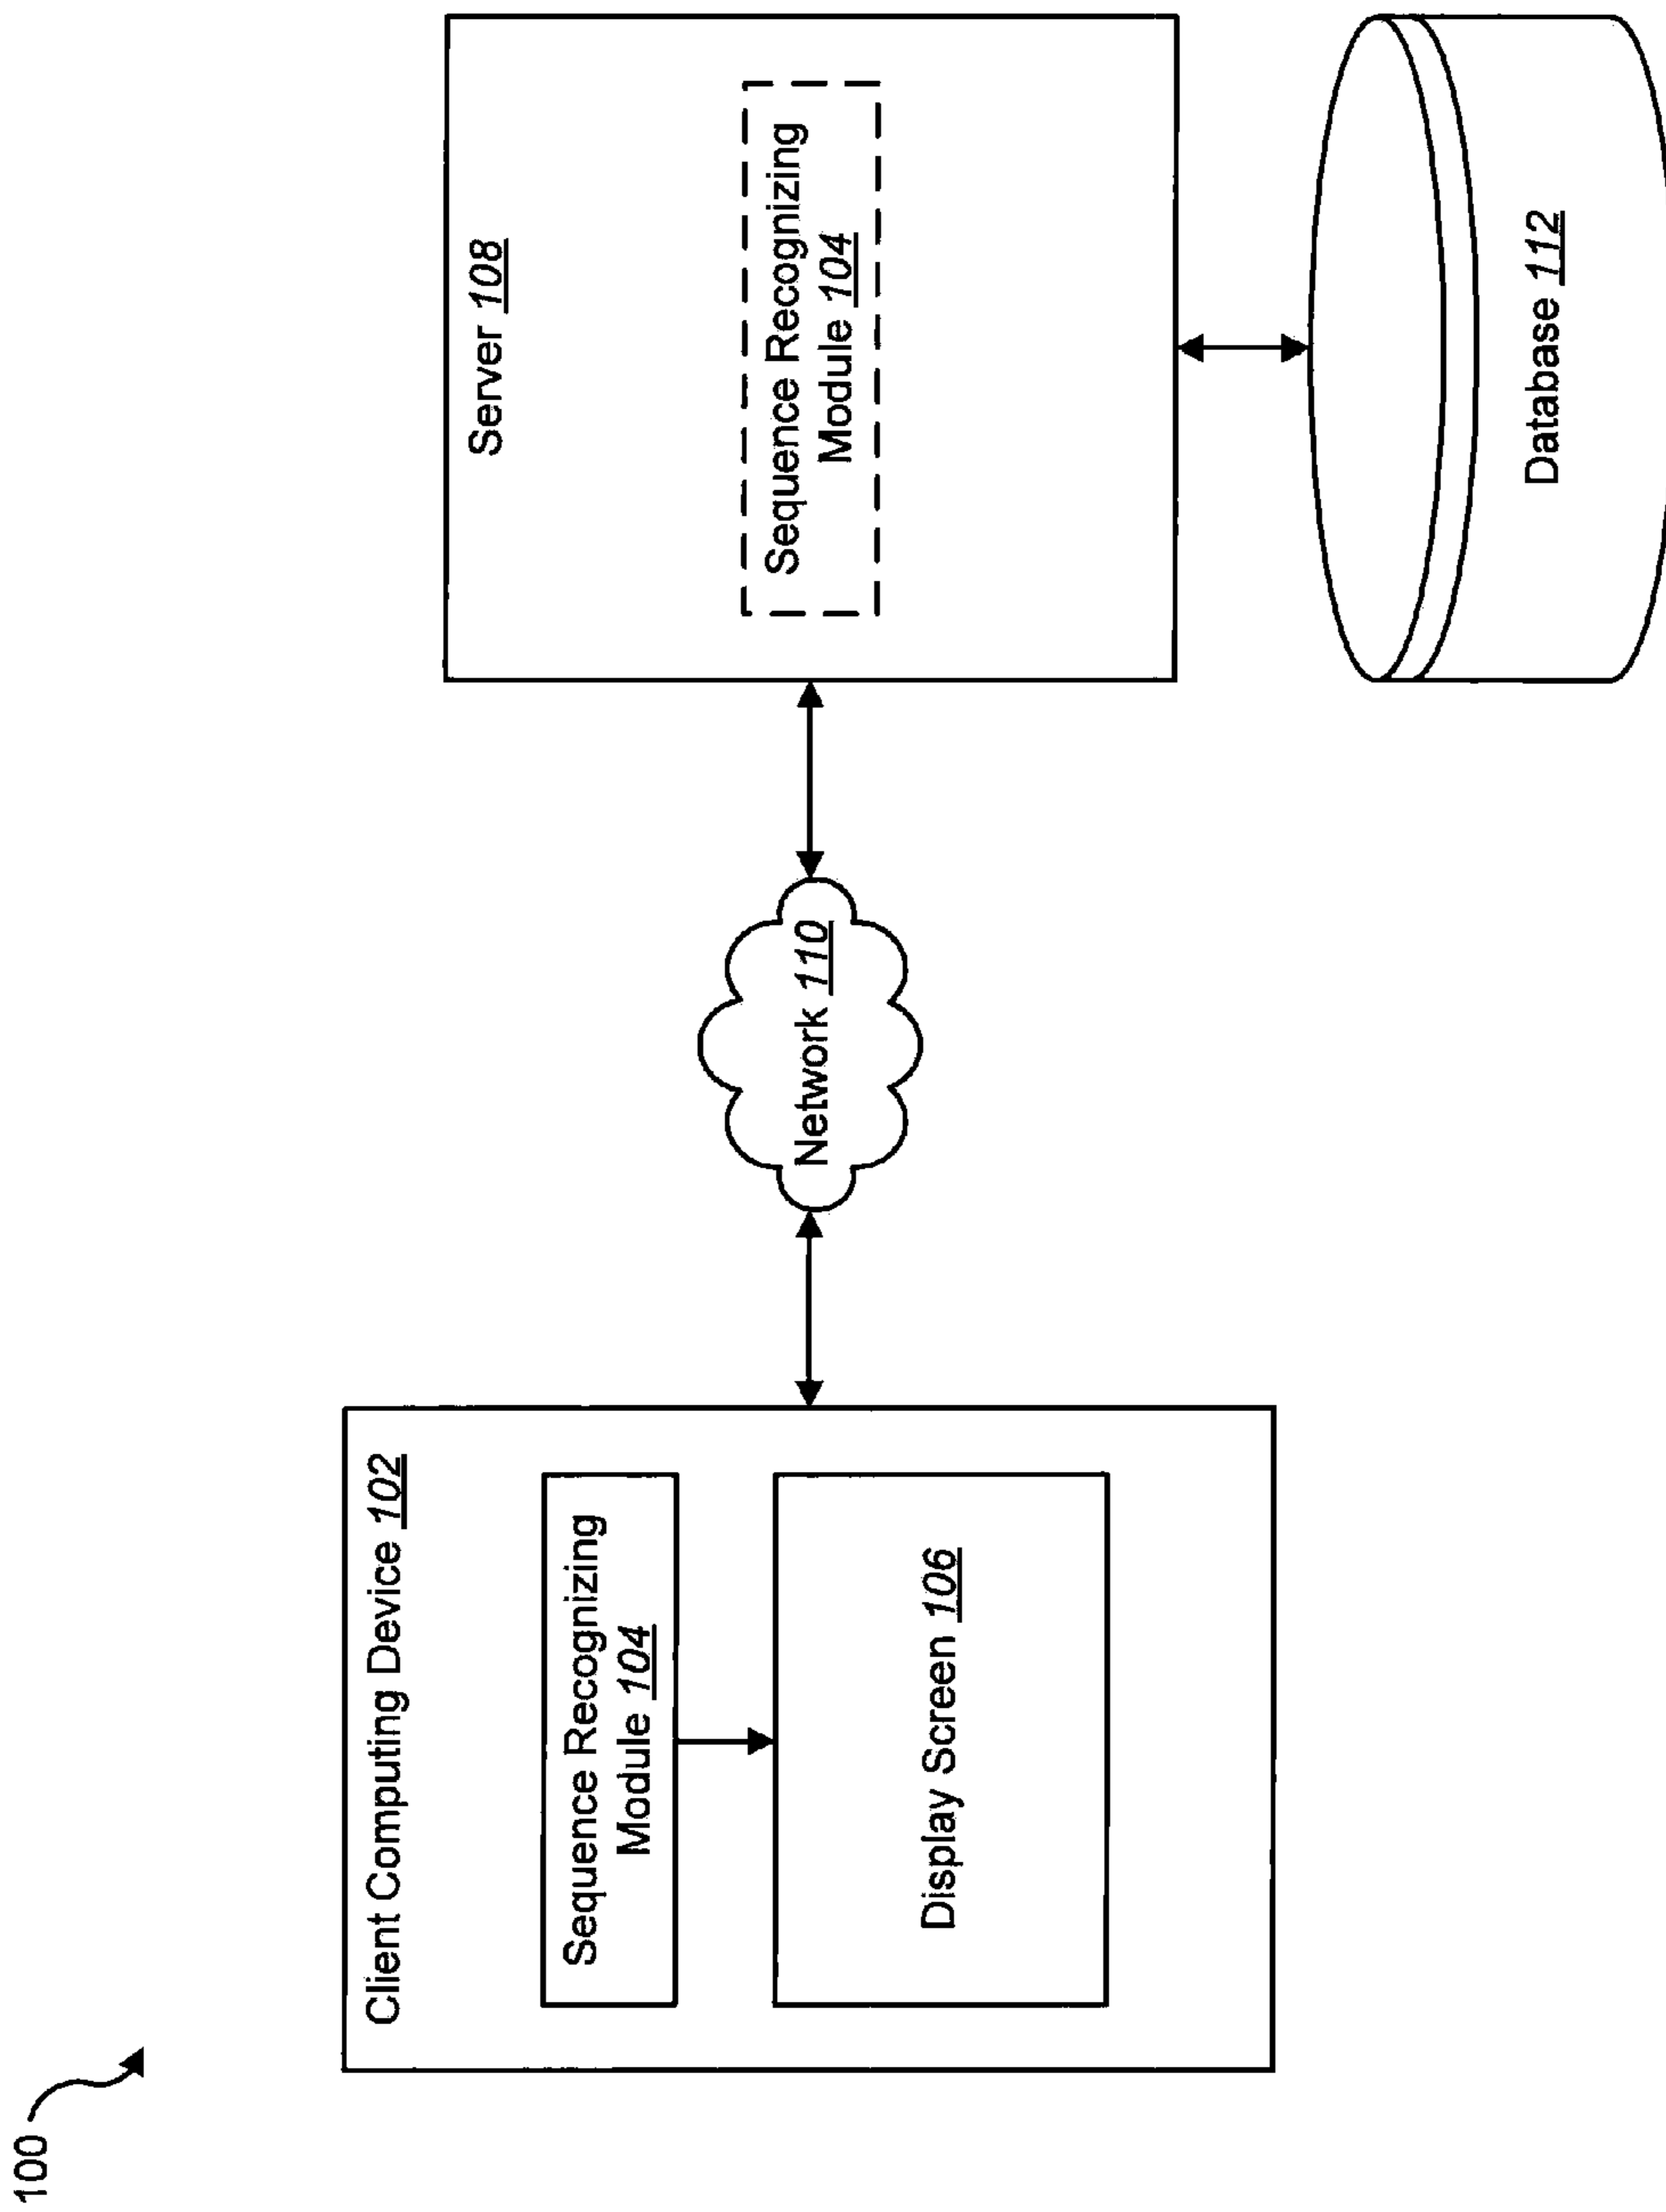 100
Client Computing Device 102
Sequence Recognizing
Module 104
Display Screen 106
Network 110
Server 108
Sequence Recognizing
Module 104
Database 112